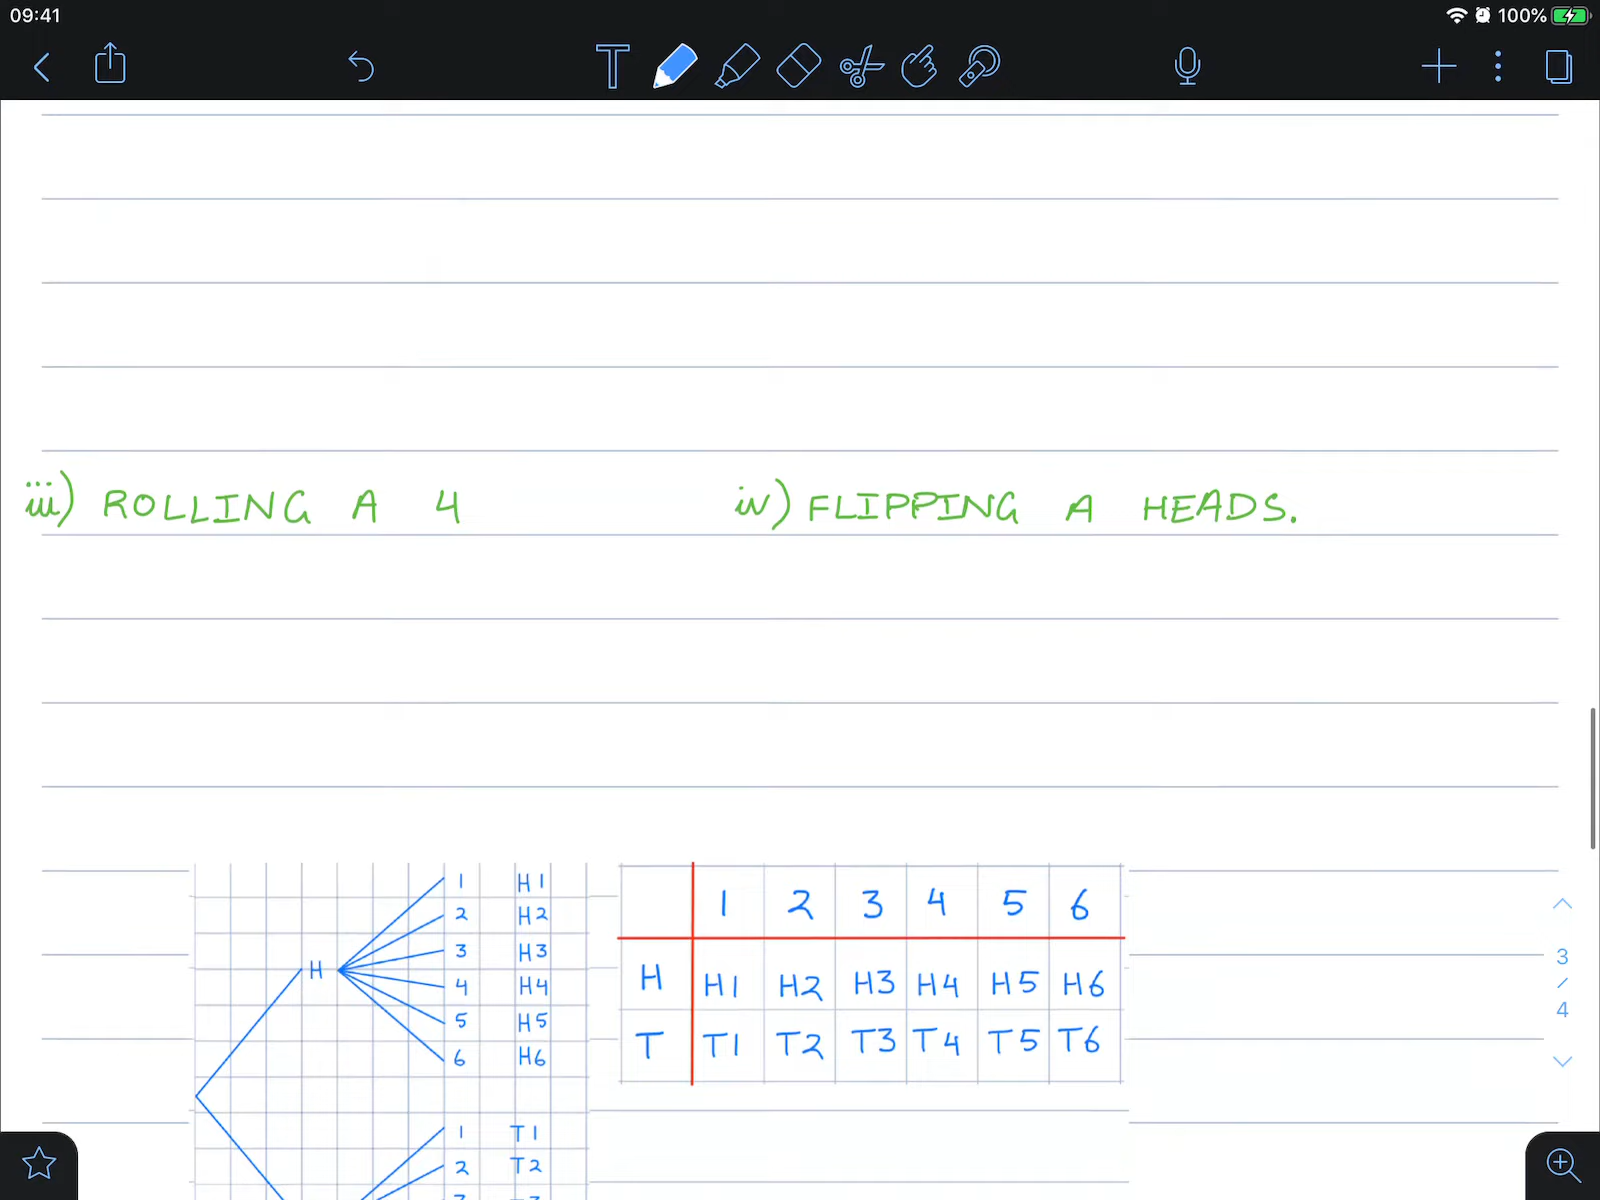 09:41 100%
iii) ROLLING A 4 iv) FLIPPING A HEADS.
1 H1
2 H2
3 H3
H 4 H4
5 H5
6 H6
1 T1
2 T2
1 2 3 4 5 6
H H1 H2 H3 H4 H5 H6
T T1 T2 T3 T4 T5 T6
3
/
4